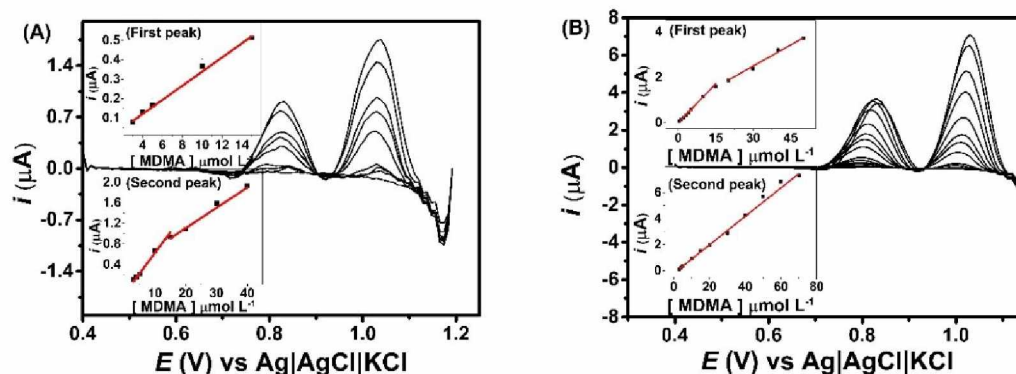 (A)
1.4
0.7
0.0
-0.7
-1.4
i (μA)
(First peak)
0.5
0.4
0.3
0.2
0.1
i (μA)
4 6 8 10 12 14
[ MDMA ] μmol L⁻¹
(Second peak)
2.0
1.6
1.2
0.8
0.4
i (μA)
10 20 30 40
[ MDMA ] μmol L⁻¹
0.4 0.6 0.8 1.0 1.2
E (V) vs Ag|AgCl||KCl
(B)
8
6
4
2
0
-2
-4
-6
-8
i (μA)
(First peak)
4
2
0
i (μA)
0 15 30 45
[ MDMA ] μmol L⁻¹
(Second peak)
6
4
2
0
i (μA)
0 20 40 60 80
[ MDMA ] μmol L⁻¹
0.4 0.6 0.8 1.0
E (V) vs Ag|AgCl||KCl